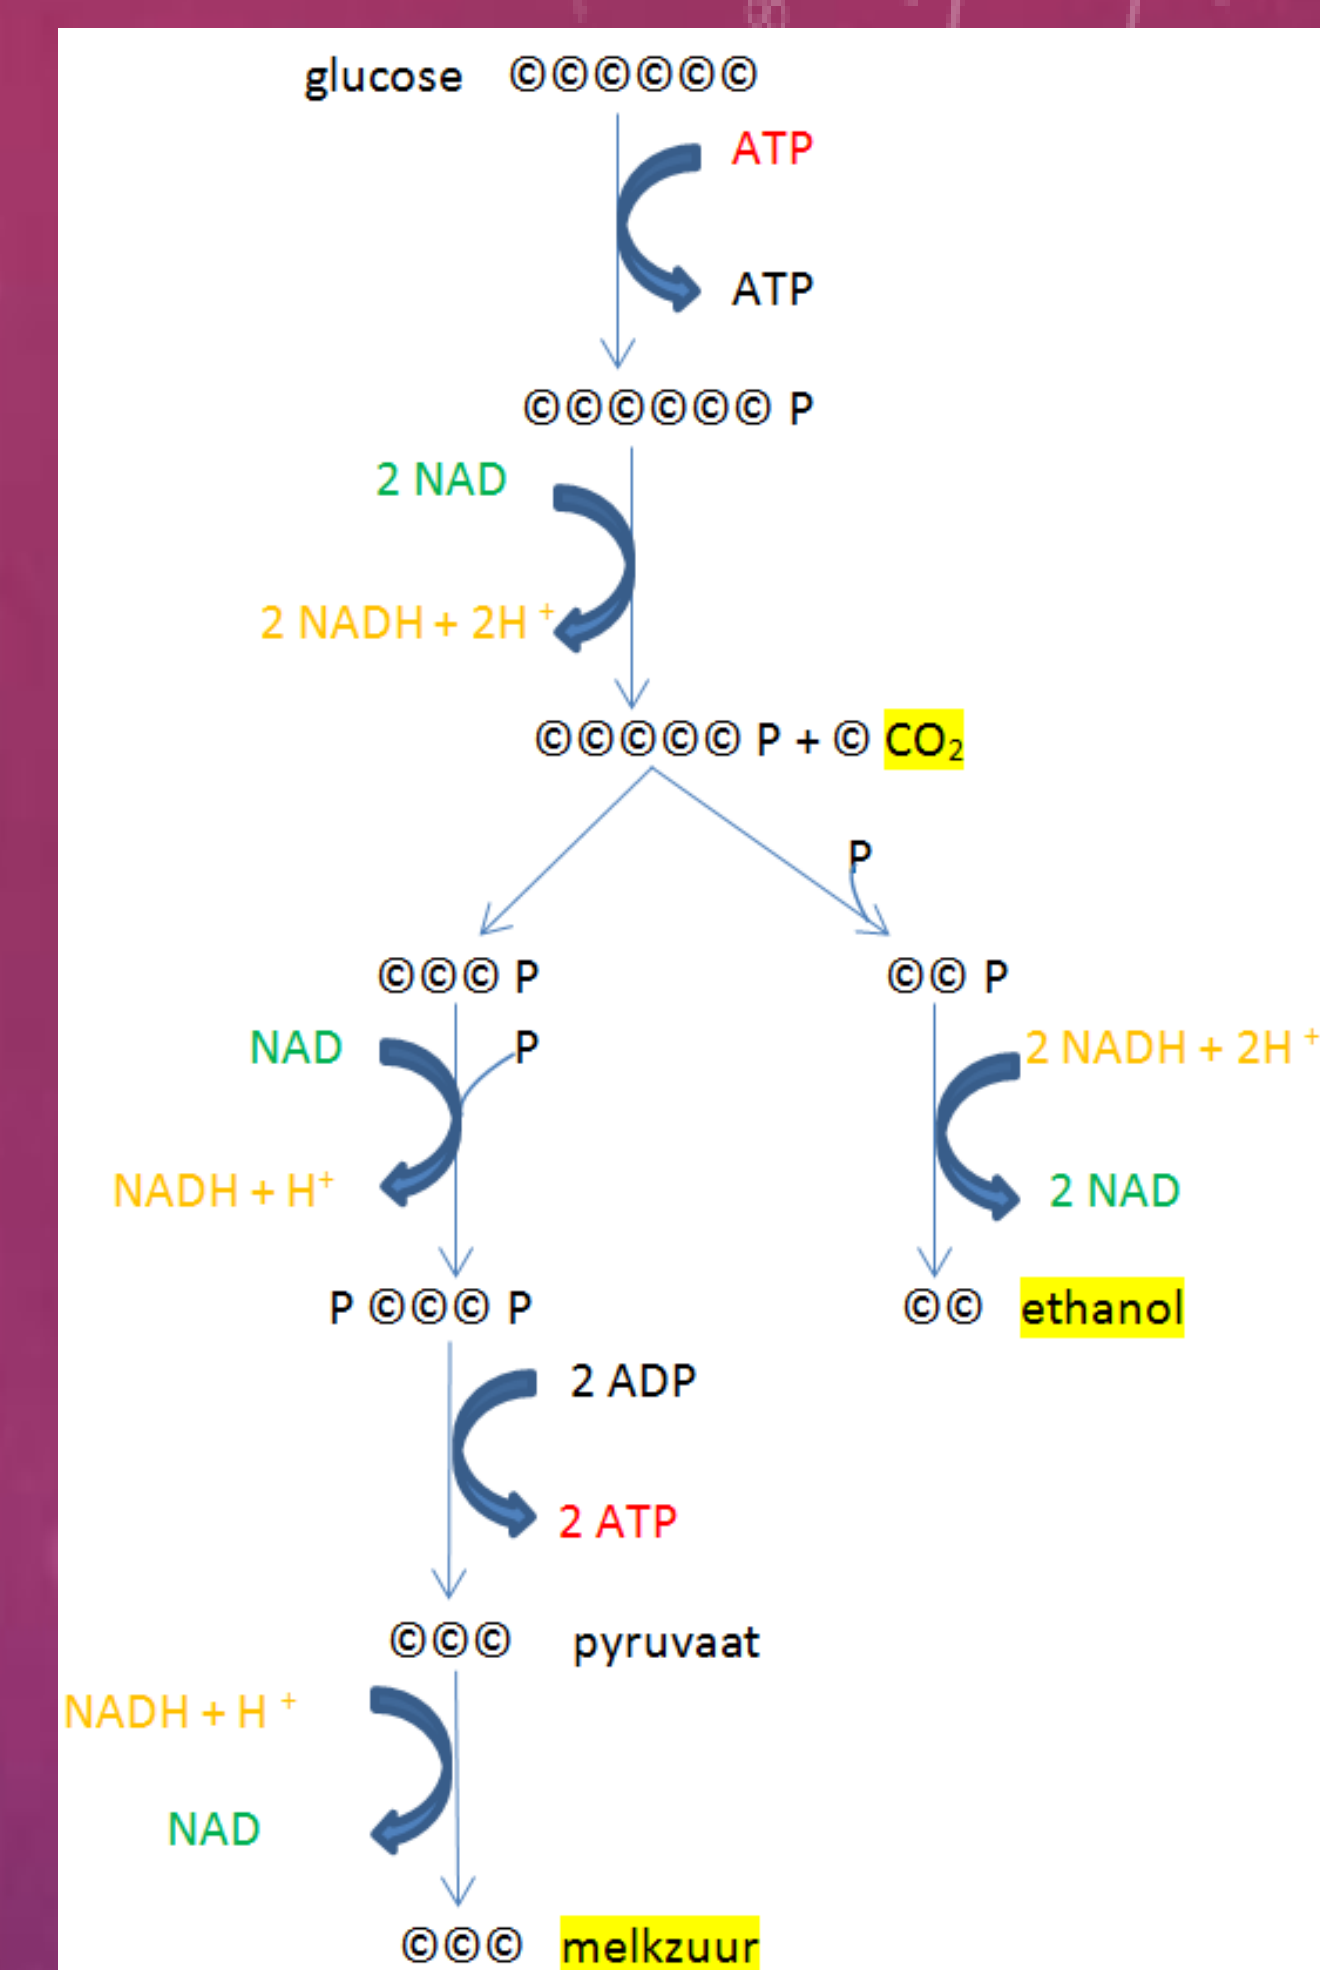 glucose ©©©©©©
ATP
ATP
©©©©©© P
2 NAD
2 NADH + 2H⁺
©©©©© P + © CO₂
P
©©© P
©© P
NAD
P
2 NADH + 2H⁺
NADH + H⁺
2 NAD
P ©©© P
©© ethanol
2 ADP
2 ATP
©©© pyruvaat
NADH + H⁺
NAD
©©© melkzuur